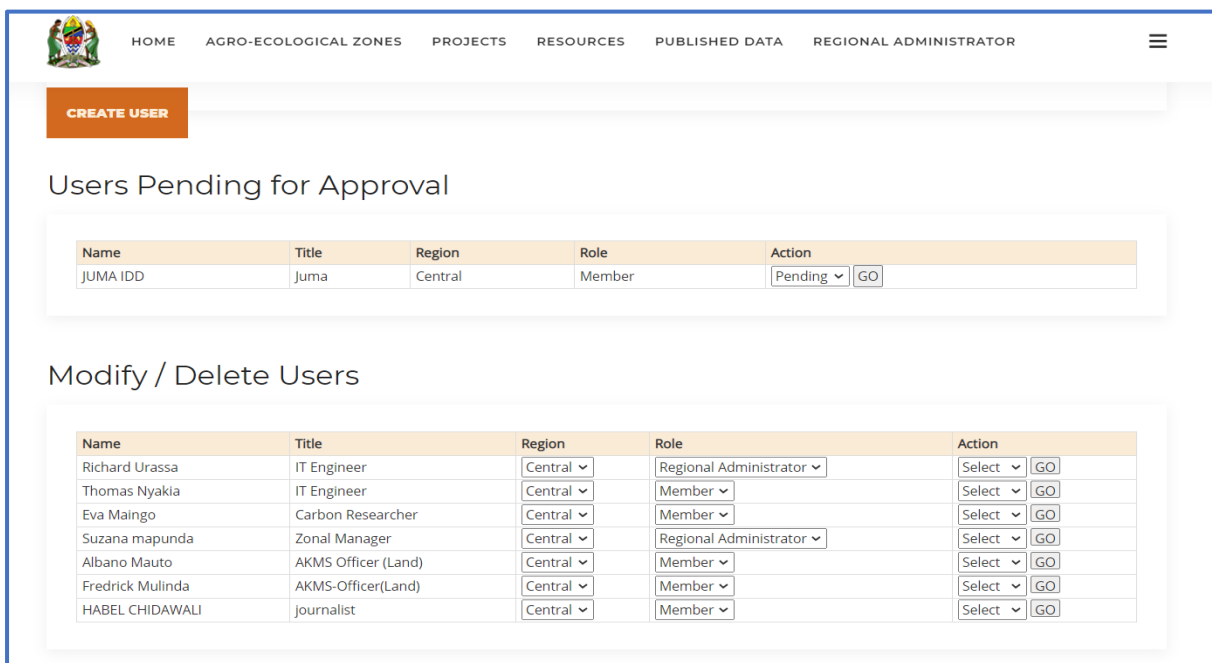 HOME AGRO-ECOLOGICAL ZONES PROJECTS RESOURCES PUBLISHED DATA REGIONAL ADMINISTRATOR
CREATE USER
Users Pending for Approval
Name Title Region Role Action
JUMA IDD Juma Central Member Pending GO
Modify / Delete Users
Name Title Region Role Action
Richard Urassa IT Engineer Central Regional Administrator Select GO
Thomas Nyakia IT Engineer Central Member Select GO
Eva Maingo Carbon Researcher Central Member Select GO
Suzana mapunda Zonal Manager Central Regional Administrator Select GO
Albano Mauto AKMS Officer (Land) Central Member Select GO
Fredrick Mulinda AKMS-Officer(Land) Central Member Select GO
HABEL CHIDAWALI journalist Central Member Select GO